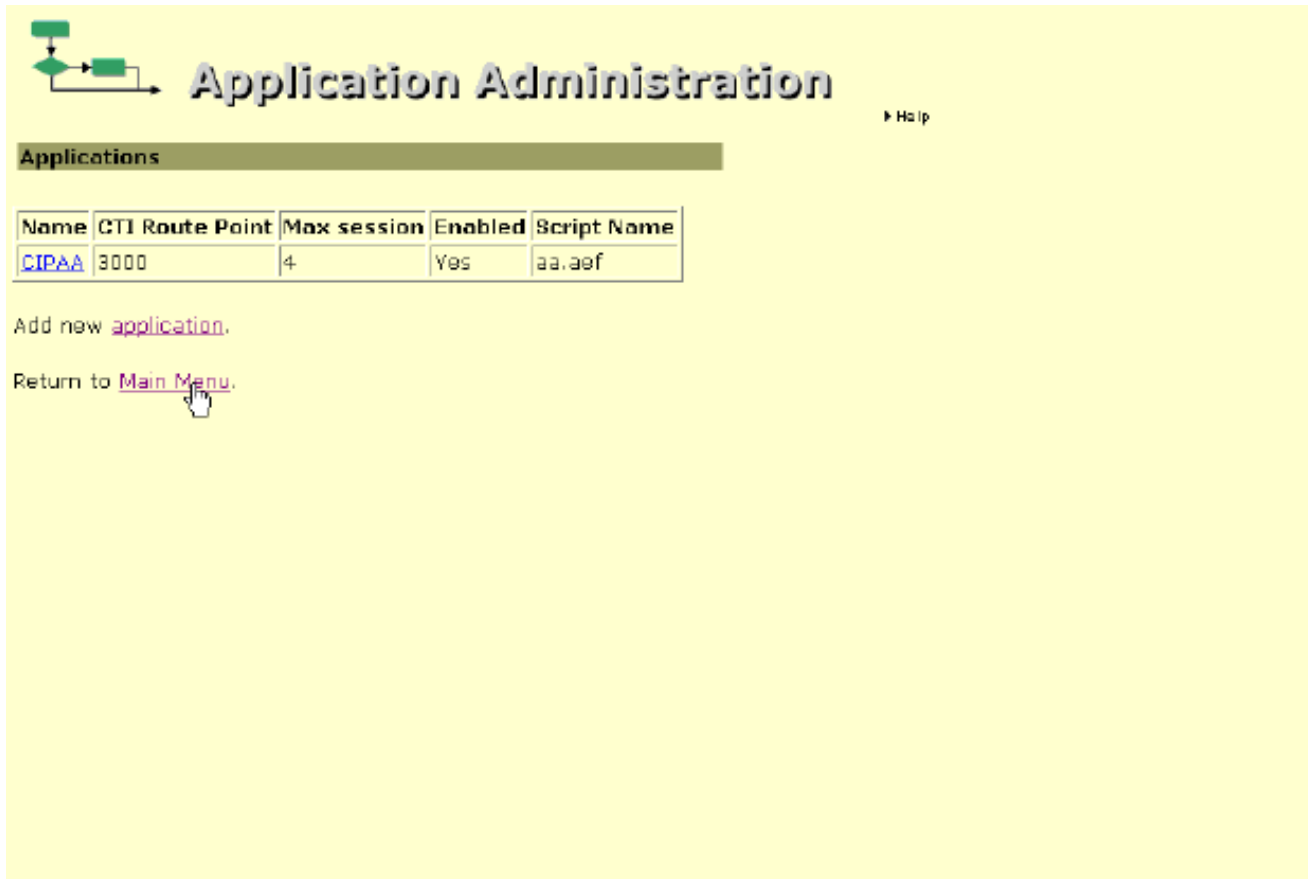 Application Administration
Help
Applications
Name CTI Route Point Max session Enabled Script Name
CIPAA 3000 4 Yes aa.aef
Add new application.
Return to Main Menu.